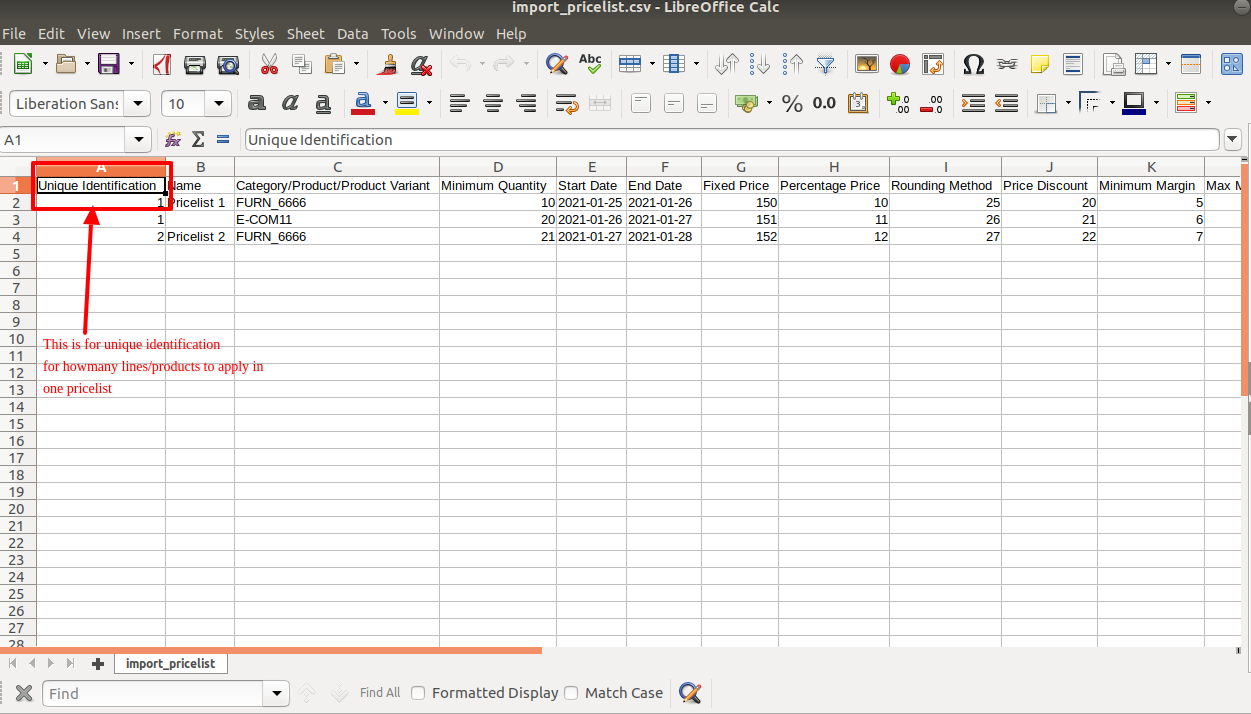 import_pricelist.csv - LibreOffice Calc
File Edit View Insert Format Styles Sheet Data Tools Window Help
Abc
Liberation Sans 10 a a a a % 0.0 .00 .00
A1 Σ = Unique Identification
A B C D E F G H I J K
1 Unique Identification Name Category/Product/Product Variant Minimum Quantity Start Date End Date Fixed Price Percentage Price Rounding Method Price Discount Minimum Margin Max M
2 1 Pricelist 1 FURN_6666 10 2021-01-25 2021-01-26 150 10 25 20 5
3 1 E-COM11 20 2021-01-26 2021-01-27 151 11 26 21 6
4 2 Pricelist 2 FURN_6666 21 2021-01-27 2021-01-28 152 12 27 22 7
5
6
7
8
9
10
11
12
13
14
15
16
17
18
19
20
21
22
23
24
25
26
27
28
This is for unique identification
for howmany lines/products to apply in
one pricelist
import_pricelist
Find Find All Formatted Display Match Case